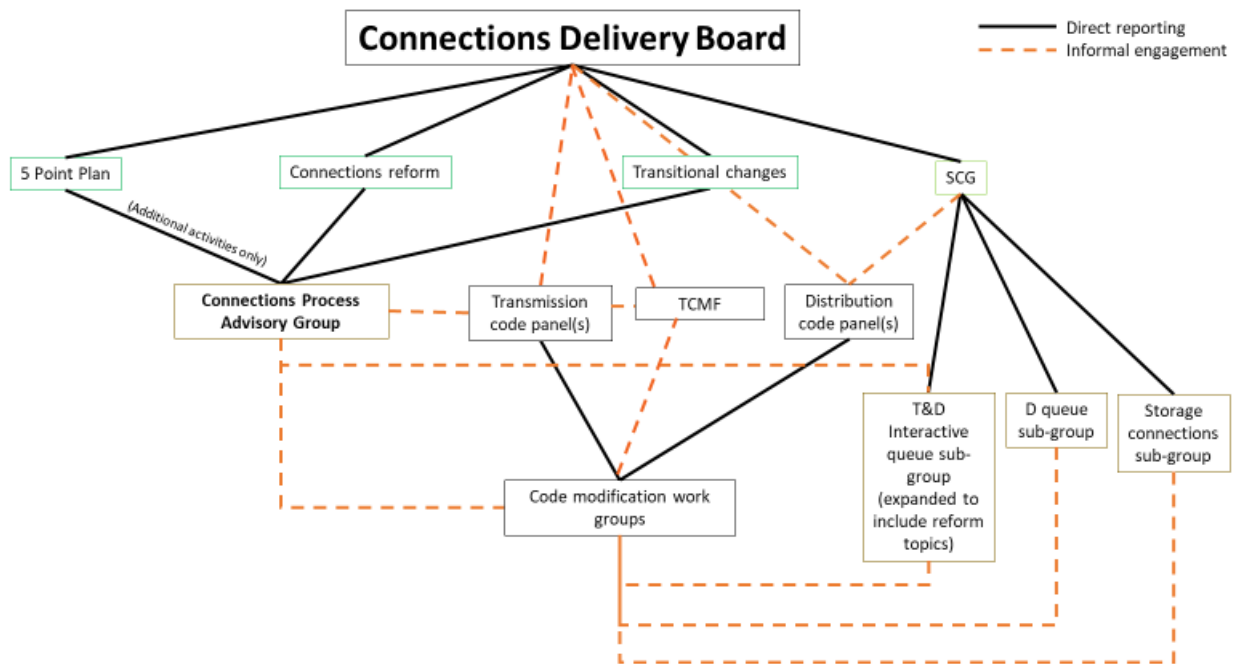 Connections Delivery Board
Direct reporting
Informal engagement
5 Point Plan
Connections reform
Transitional changes
SCG
(Additional activities only)
Connections Process
Advisory Group
Transmission
code panel(s)
TCMF
Distribution
code panel(s)
T&D
Interactive
queue sub-
group
(expanded to
include reform
topics)
D queue
sub-group
Storage
connections
sub-group
Code modification work
groups